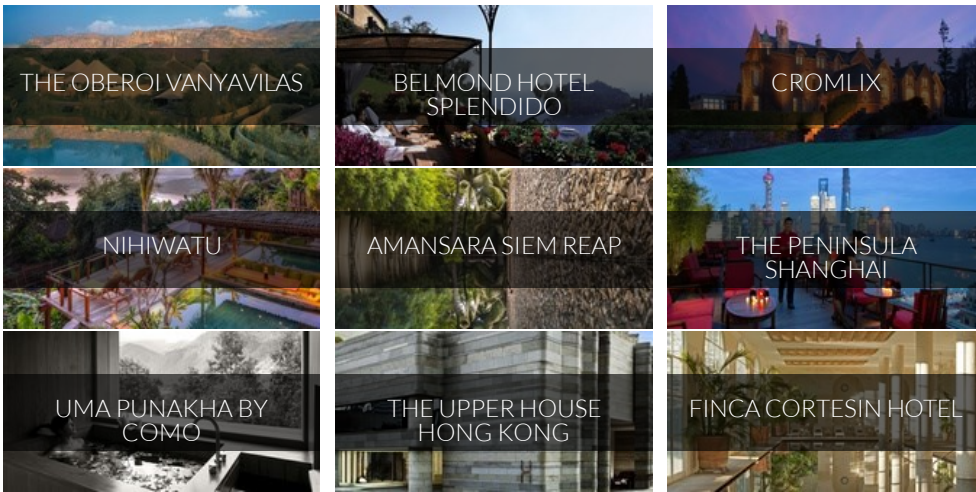 THE OBEROI VANYAVILAS
BELMOND HOTEL
SPLENDIDO
CROMLIX
NIHIWATU
AMANSARA SIEM REAP
THE PENINSULA
SHANGHAI
UMA PUNAKHA BY
COMO
THE UPPER HOUSE
HONG KONG
FINCA CORTESIN HOTEL